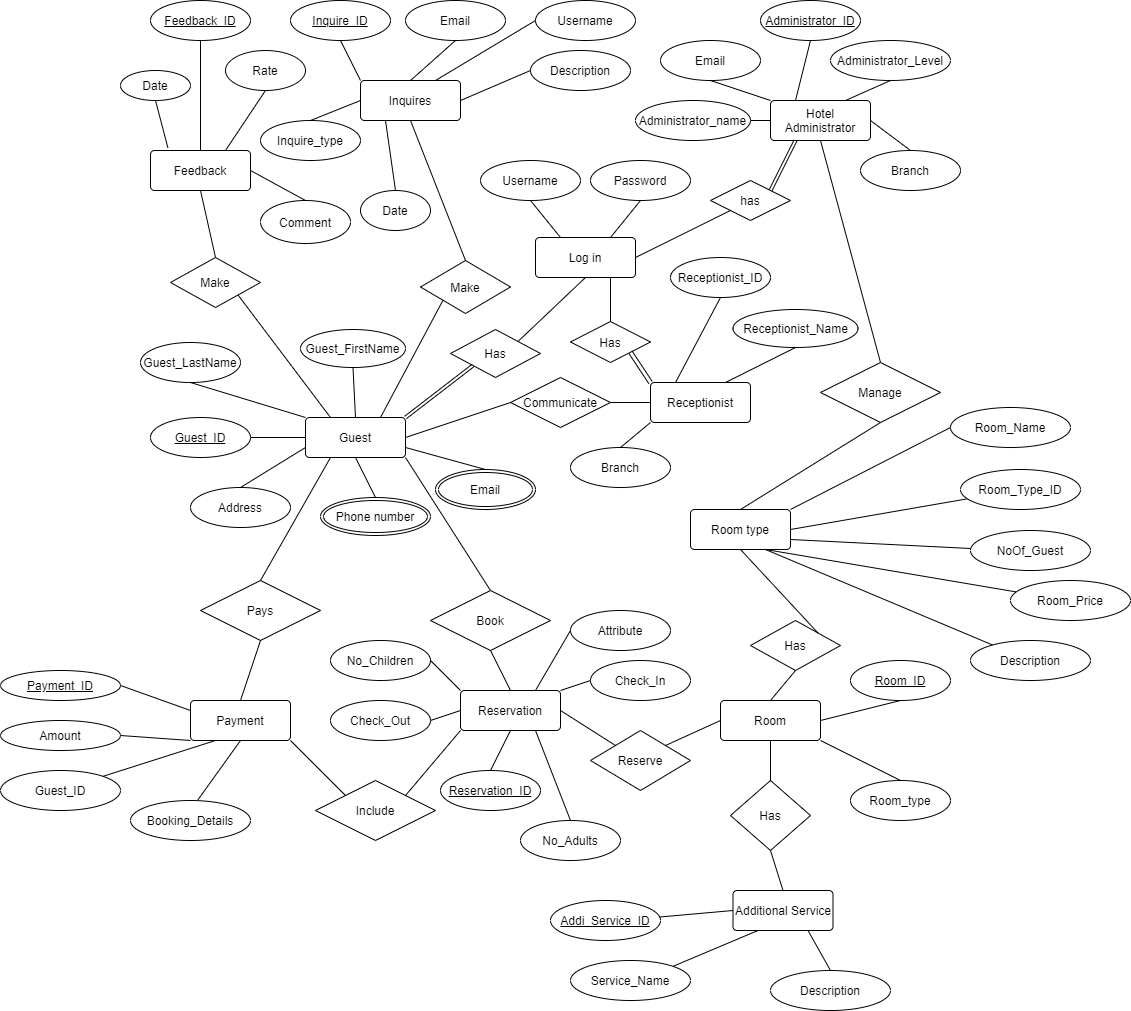 Feedback_ID
Inquire_ID
Email
Username
Administrator_ID
Date
Rate
Description
Email
Administrator_Level
Inquires
Hotel
Administrator
Administrator_name
Inquire_type
Feedback
Branch
Comment
Date
Username
Password
has
Log in
Make
Make
Receptionist_ID
Guest_LastName
Guest_FirstName
Has
Has
Receptionist_Name
Communicate
Receptionist
Manage
Guest_ID
Guest
Room_Name
Branch
Address
Phone number
Email
Room type
Room_Type_ID
NoOf_Guest
Room_Price
Pays
Book
Attribute
Has
Description
No_Children
Check_In
Room_ID
Payment_ID
Payment
Check_Out
Reservation
Room
Amount
Reserve
Guest_ID
Booking_Details
Include
Reservation_ID
Room_type
No_Adults
Has
Addi_Service_ID
Additional Service
Service_Name
Description